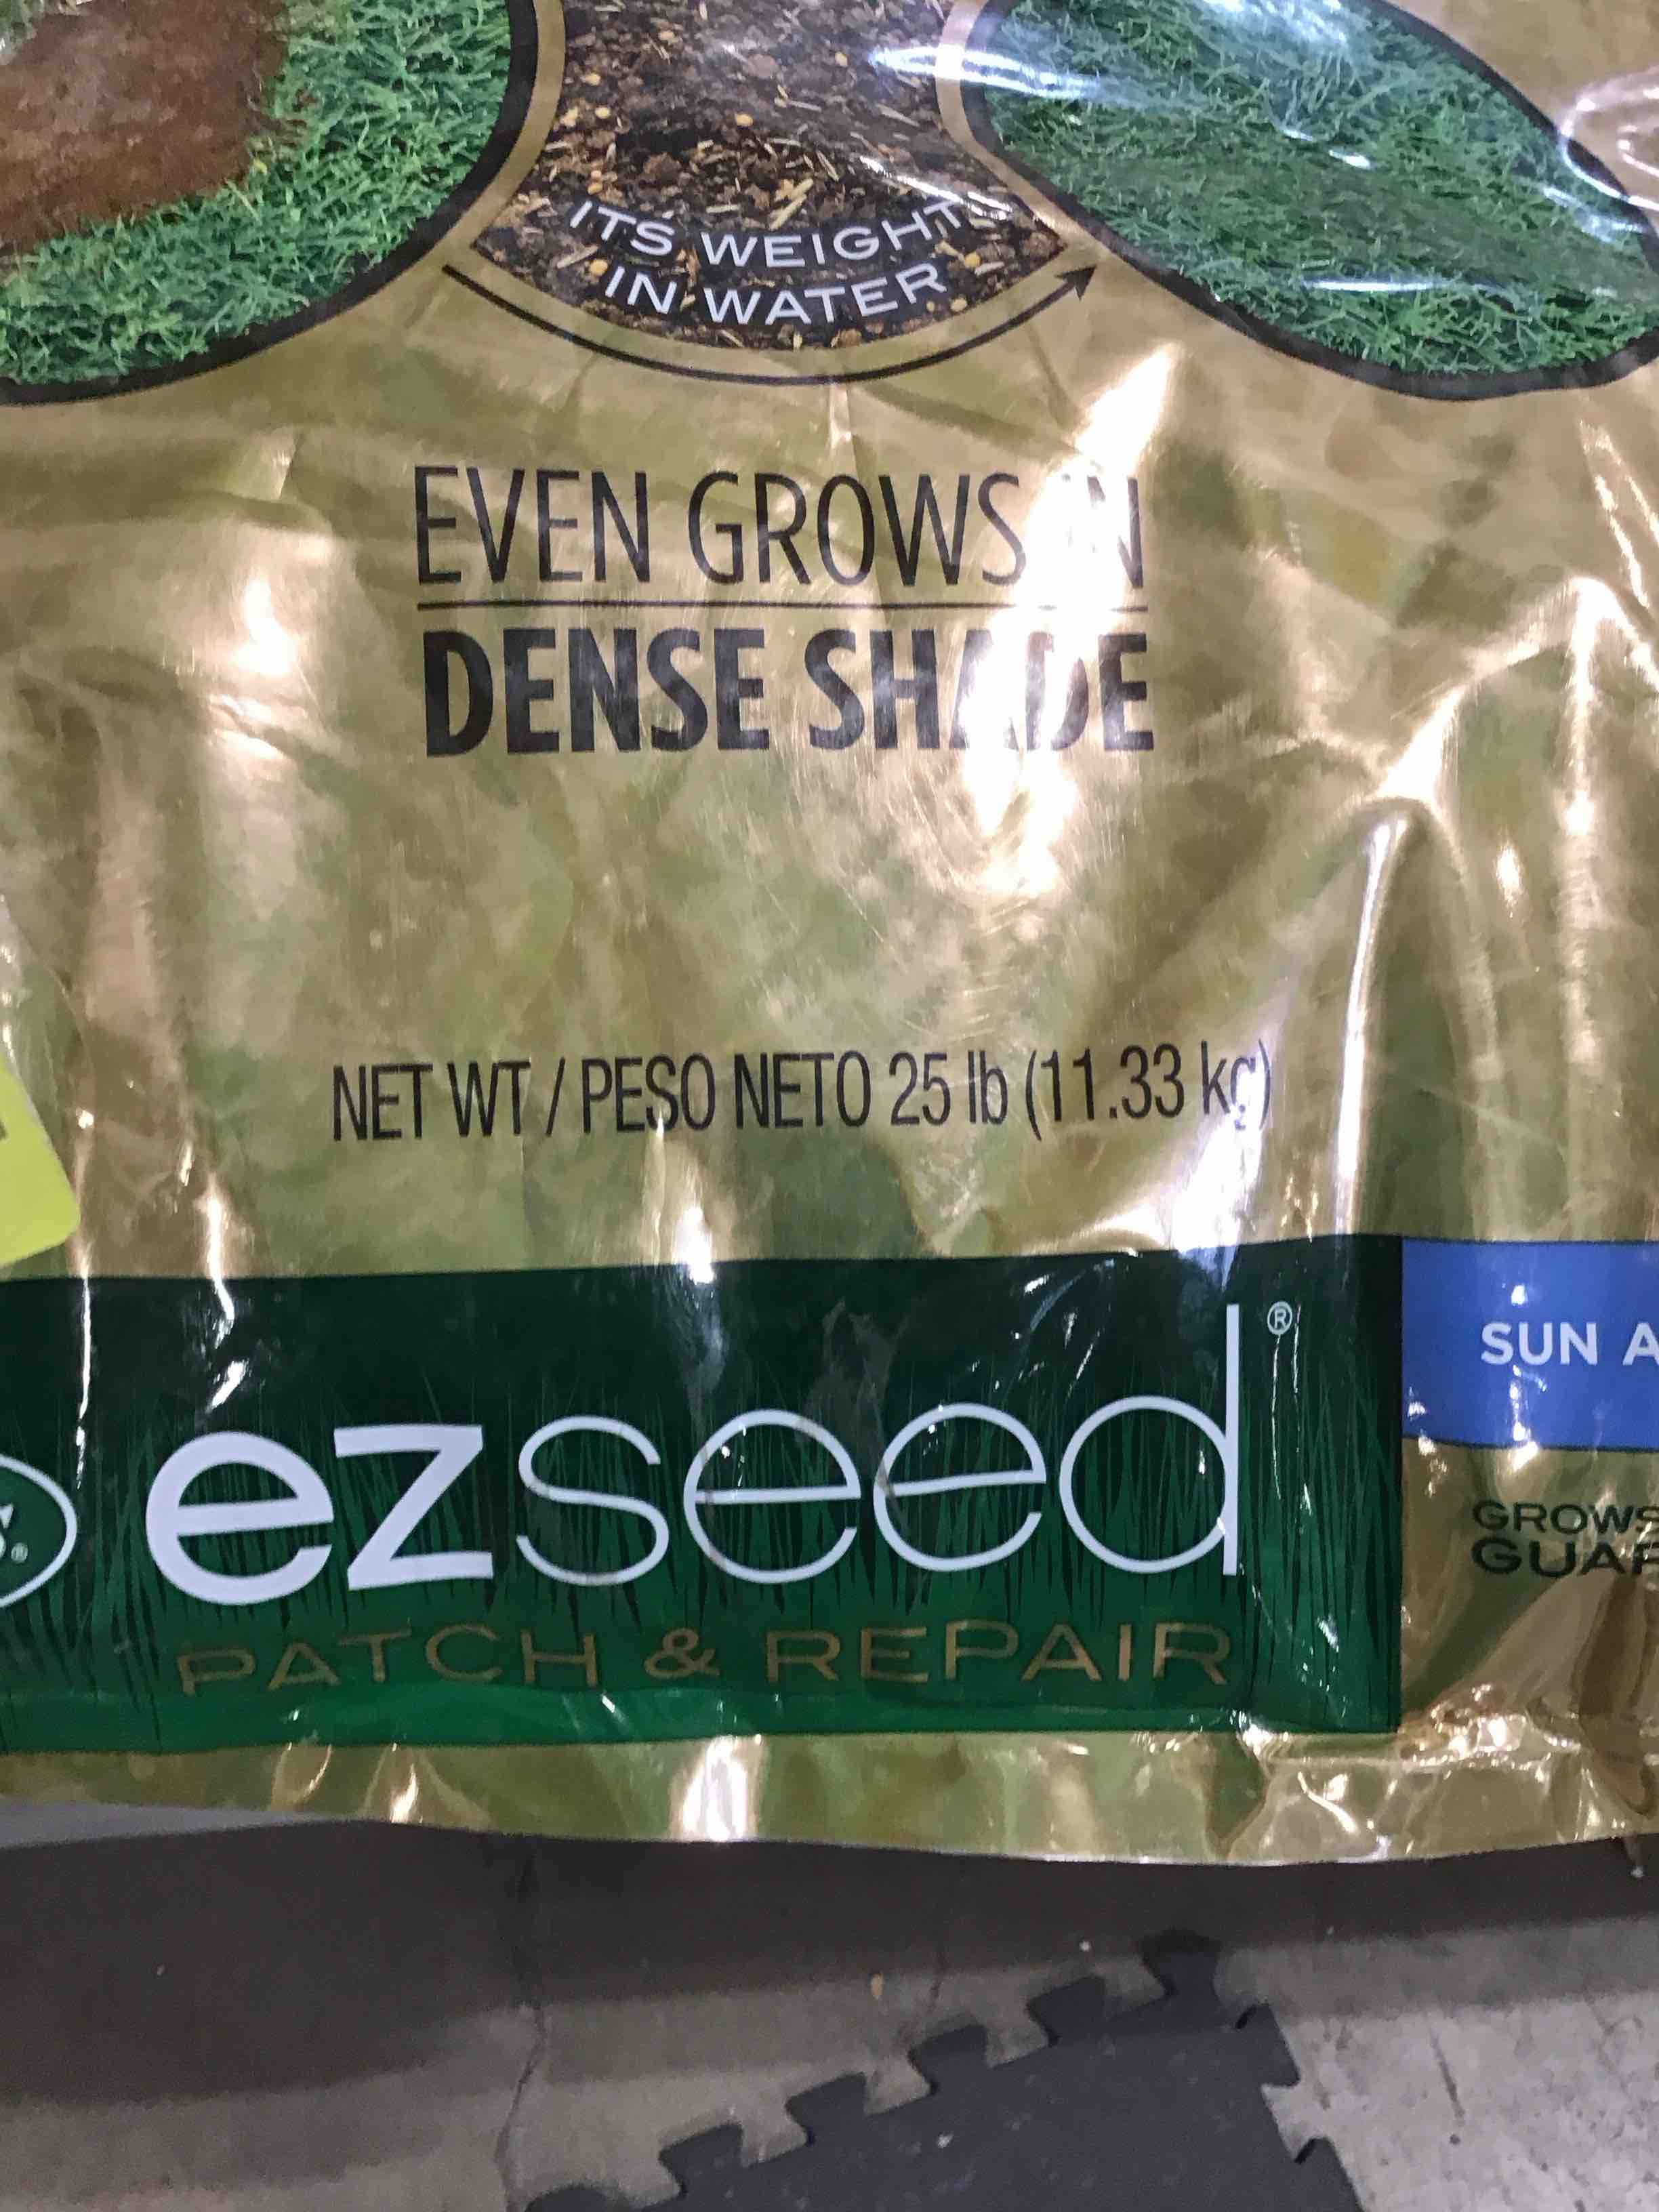 ITS WEIGHT
IN WATER
EVEN GROWS IN
DENSE SHADE
NET WT / PESO NETO 25 lb (11.33 kg)
SUN A
ezseed®
GROWS
PATCH & REPAIR